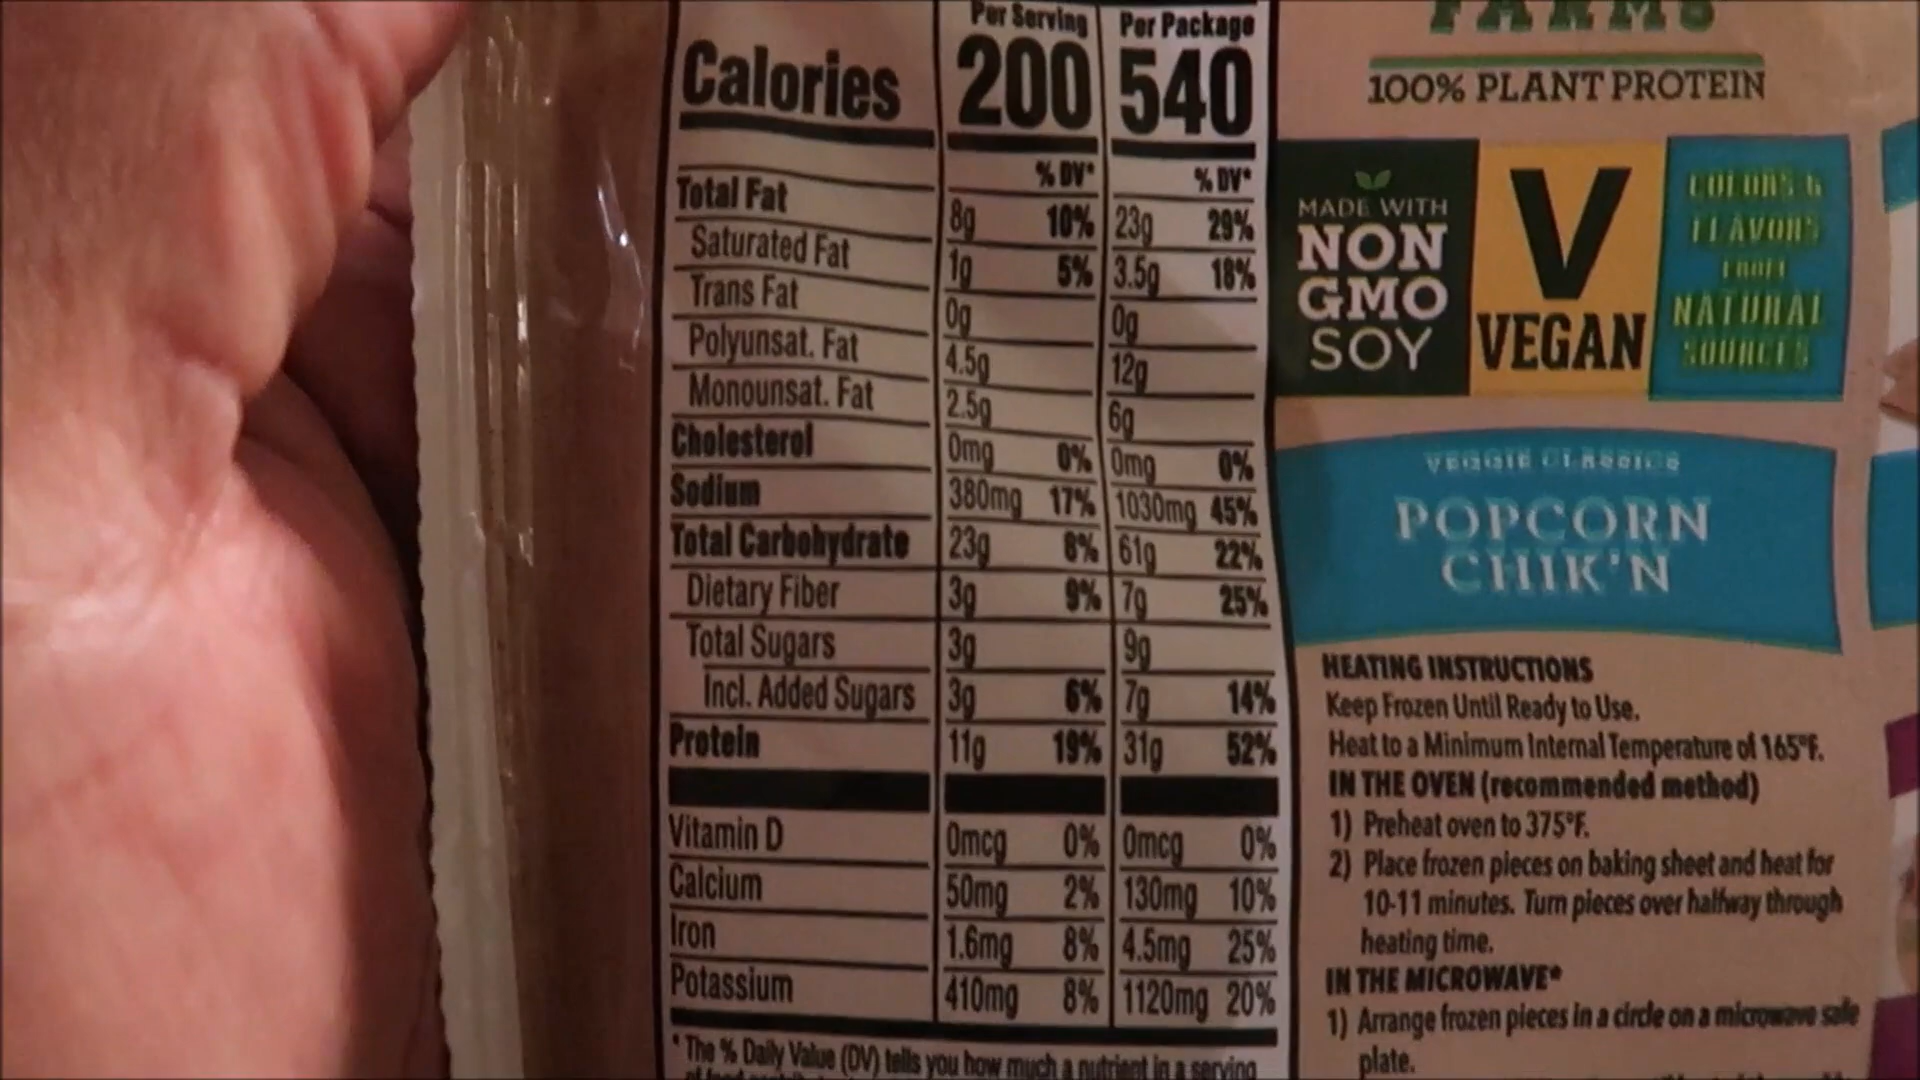 Per Serving Per Package
Calories 200 540
% DV* % DV*
Total Fat 8g 10% 23g 29%
Saturated Fat 1g 5% 3.5g 18%
Trans Fat 0g 0g
Polyunsat. Fat 4.5g 12g
Monounsat. Fat 2.5g 6g
Cholesterol 0mg 0% 0mg 0%
Sodium 380mg 17% 1030mg 45%
Total Carbohydrate 23g 8% 61g 22%
Dietary Fiber 3g 9% 7g 25%
Total Sugars 3g 9g
Incl. Added Sugars 3g 6% 7g 14%
Protein 11g 19% 31g 52%
Vitamin D 0mcg 0% 0mcg 0%
Calcium 50mg 2% 130mg 10%
Iron 1.6mg 8% 4.5mg 25%
Potassium 410mg 8% 1120mg 20%
* The % Daily Value (DV) tells you how much a nutrient in a serving
FARMS
100% PLANT PROTEIN
MADE WITH
NON
GMO
SOY
V
VEGAN
COLORS &
FLAVORS
FROM
NATURAL
SOURCES
VEGGIE CLASSICS
POPCORN
CHIK'N
HEATING INSTRUCTIONS
Keep Frozen Until Ready to Use.
Heat to a Minimum Internal Temperature of 165°F.
IN THE OVEN (recommended method)
1) Preheat oven to 375°F.
2) Place frozen pieces on baking sheet and heat for
10-11 minutes. Turn pieces over halfway through
heating time.
IN THE MICROWAVE*
1) Arrange frozen pieces in a circle on a microwave safe
plate.